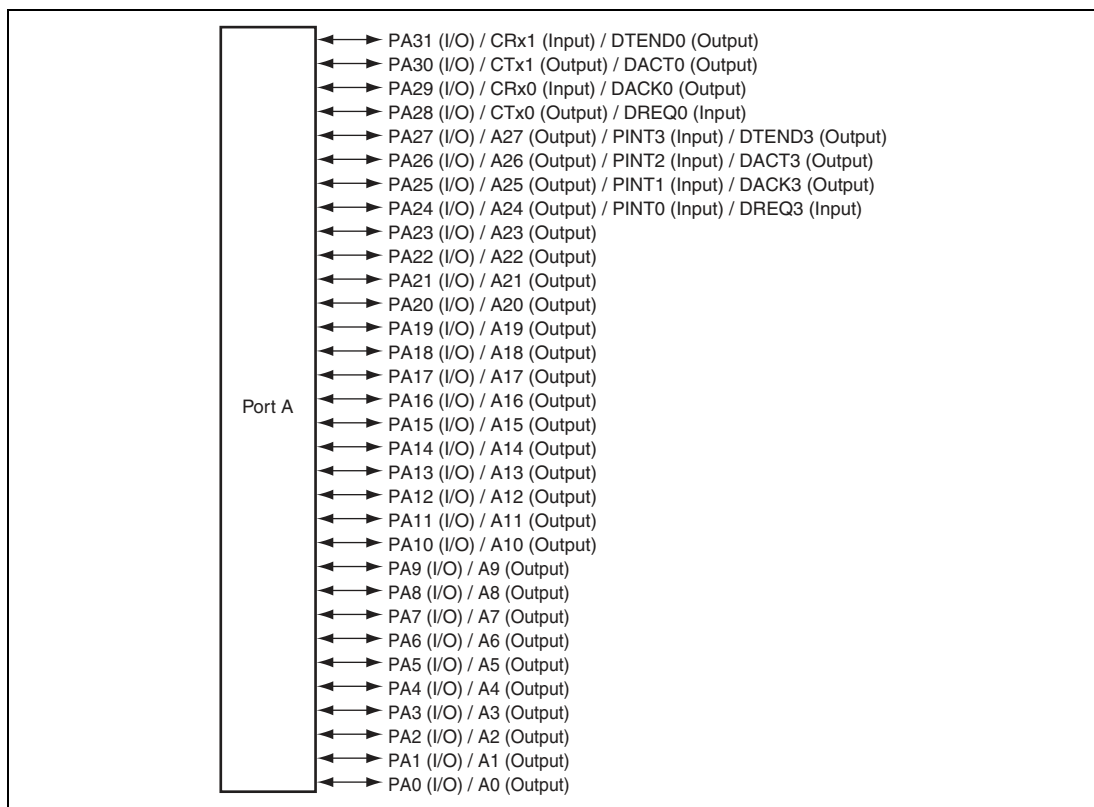 PA31 (I/O) / CRx1 (Input) / DTEND0 (Output)
PA30 (I/O) / CTx1 (Output) / DACT0 (Output)
PA29 (I/O) / CRx0 (Input) / DACK0 (Output)
PA28 (I/O) / CTx0 (Output) / DREQ0 (Input)
PA27 (I/O) / A27 (Output) / PINT3 (Input) / DTEND3 (Output)
PA26 (I/O) / A26 (Output) / PINT2 (Input) / DACT3 (Output)
PA25 (I/O) / A25 (Output) / PINT1 (Input) / DACK3 (Output)
PA24 (I/O) / A24 (Output) / PINT0 (Input) / DREQ3 (Input)
PA23 (I/O) / A23 (Output)
PA22 (I/O) / A22 (Output)
PA21 (I/O) / A21 (Output)
PA20 (I/O) / A20 (Output)
PA19 (I/O) / A19 (Output)
PA18 (I/O) / A18 (Output)
PA17 (I/O) / A17 (Output)
PA16 (I/O) / A16 (Output)
Port A
PA15 (I/O) / A15 (Output)
PA14 (I/O) / A14 (Output)
PA13 (I/O) / A13 (Output)
PA12 (I/O) / A12 (Output)
PA11 (I/O) / A11 (Output)
PA10 (I/O) / A10 (Output)
PA9 (I/O) / A9 (Output)
PA8 (I/O) / A8 (Output)
PA7 (I/O) / A7 (Output)
PA6 (I/O) / A6 (Output)
PA5 (I/O) / A5 (Output)
PA4 (I/O) / A4 (Output)
PA3 (I/O) / A3 (Output)
PA2 (I/O) / A2 (Output)
PA1 (I/O) / A1 (Output)
PA0 (I/O) / A0 (Output)